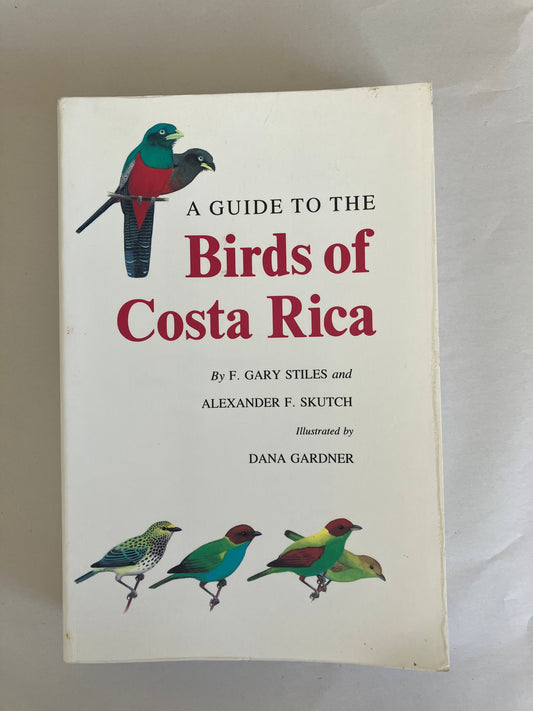 A GUIDE TO THE
Birds of
Costa Rica
By F. GARY STILES and
ALEXANDER F. SKUTCH
Illustrated by
DANA GARDNER